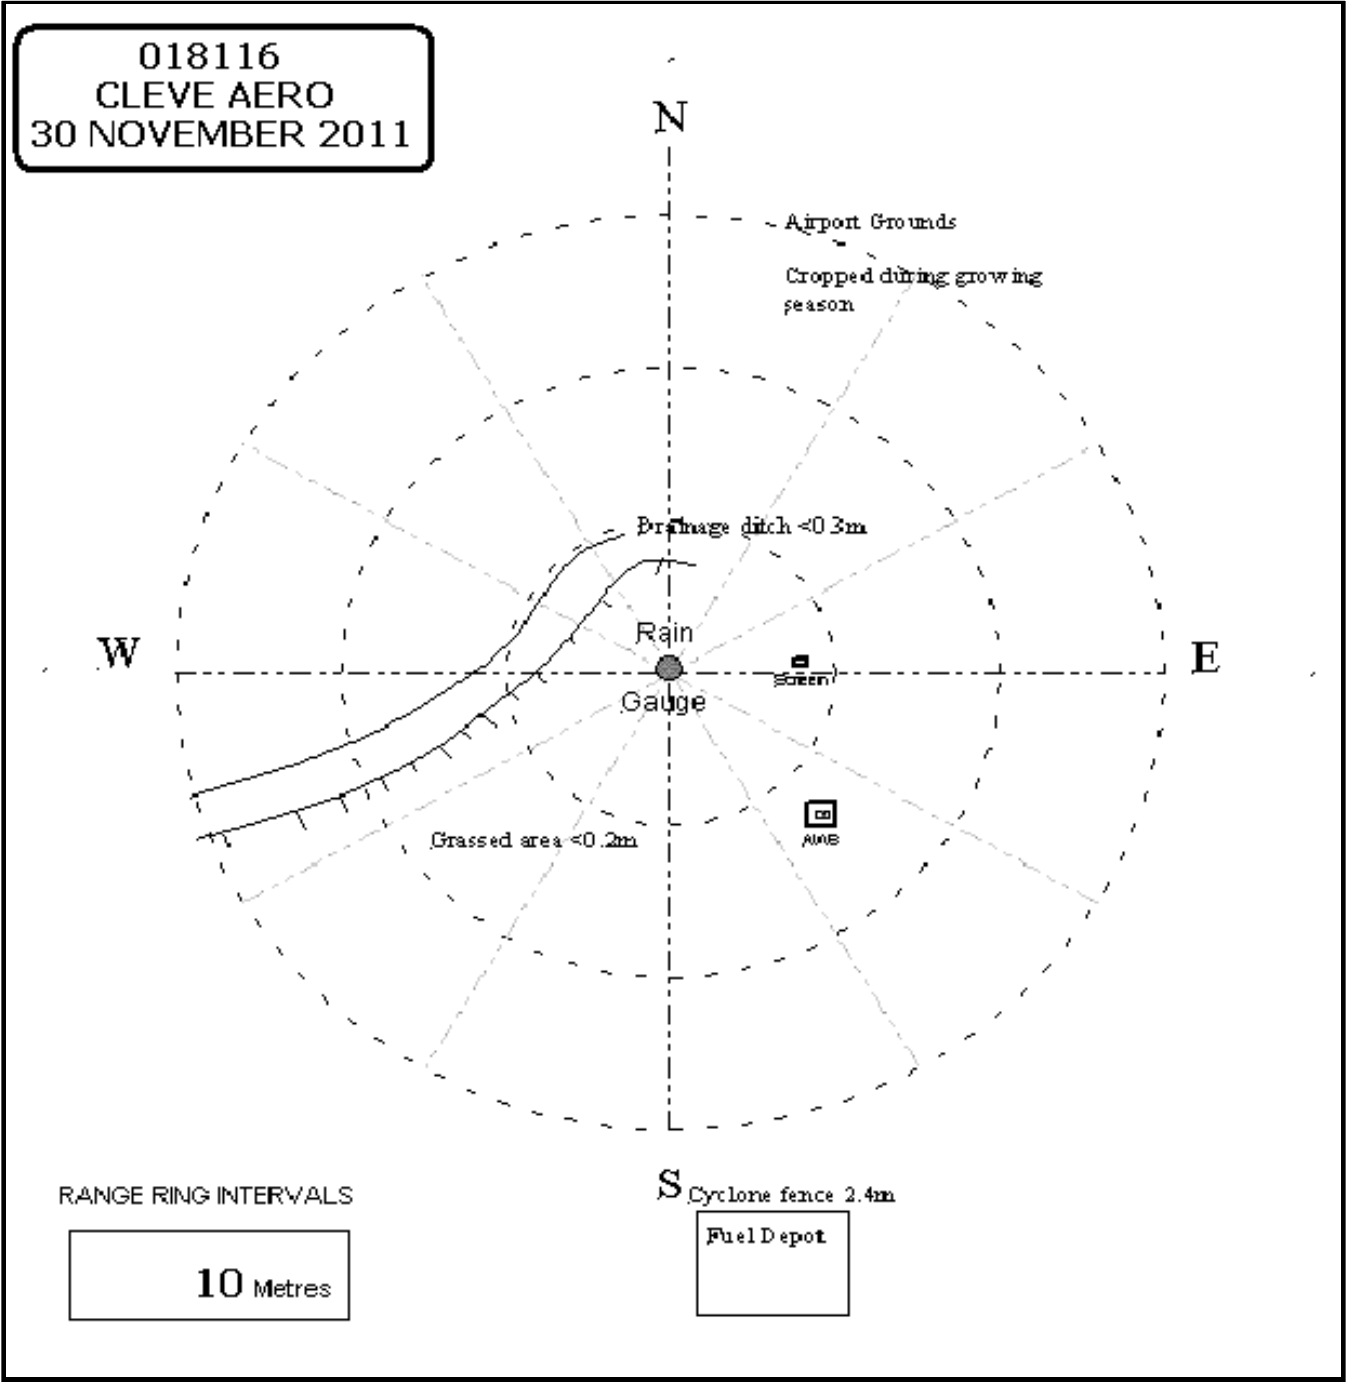 018116
CLEVE AERO
30 NOVEMBER 2011
N
Airport Grounds
Cropped during growing
season
Drainage ditch <0.3m
W
Rain
E
Screen
Gauge
Grassed area <0.2m
AWS
S
Cyclone fence 2.4m
RANGE RING INTERVALS
Fuel Depot
10 Metres